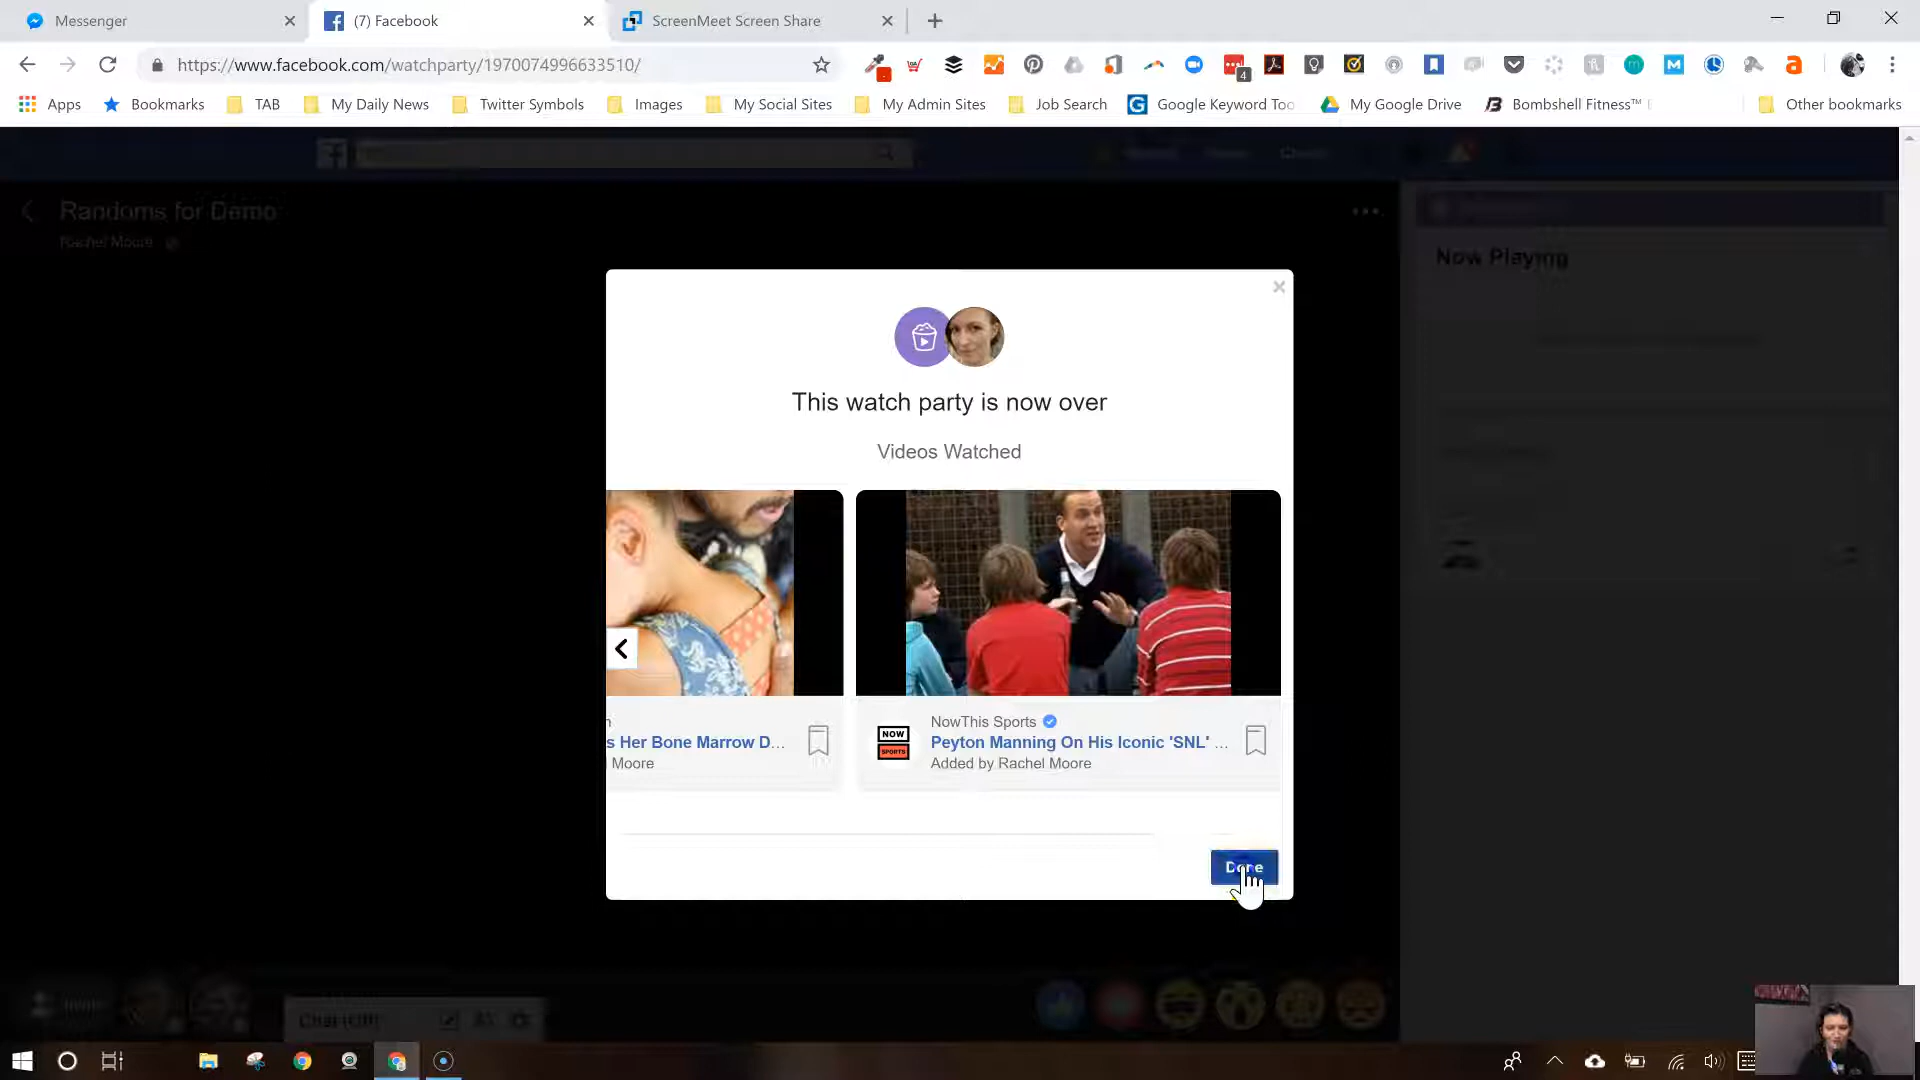 Messenger
(7) Facebook
ScreenMeet Screen Share
https://www.facebook.com/watchparty/1970074996633510/
4
Apps
Bookmarks
TAB
My Daily News
Twitter Symbols
Images
My Social Sites
My Admin Sites
Job Search
Google Keyword Too
My Google Drive
Bombshell Fitness™
Other bookmarks
Randoms for Demo
Rachel Moore
Now Playing
This watch party is now over
Videos Watched
s Her Bone Marrow D...
Moore
NOW
SPORTS
NowThis Sports
Peyton Manning On His Iconic 'SNL' ...
Added by Rachel Moore
Done